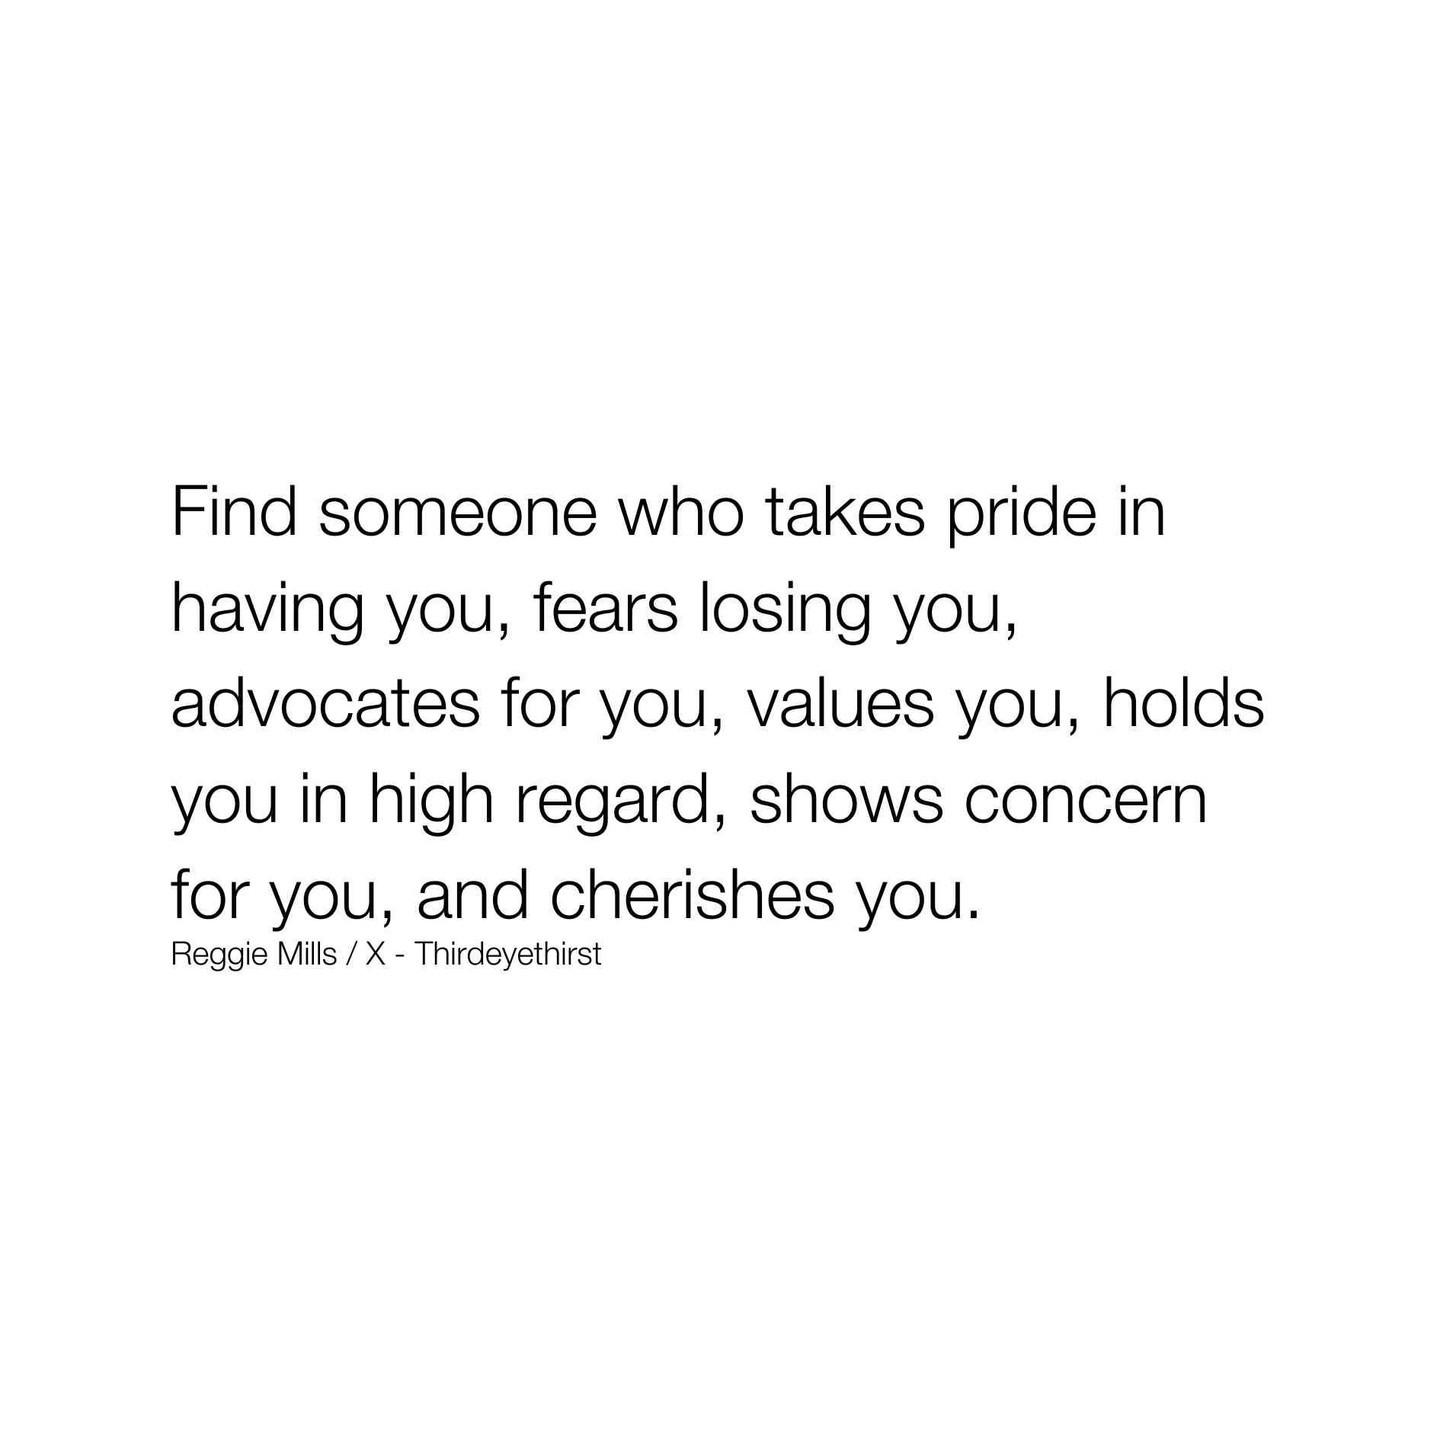 Find someone who takes pride in
having you, fears losing you,
advocates for you, values you, holds
you in high regard, shows concern
for you, and cherishes you.
Reggie Mills / X - Thirdeyethirst